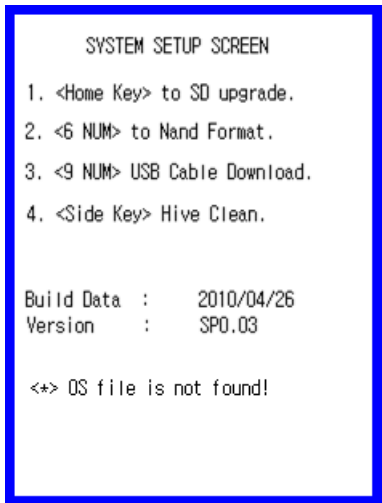 SYSTEM SETUP SCREEN
1. <Home Key> to SD upgrade.
2. <6 NUM> to Nand Format.
3. <9 NUM> USB Cable Download.
4. <Side Key> Hive Clean.
Build Data : 2010/04/26
Version : SP0.03
<*> OS file is not found!